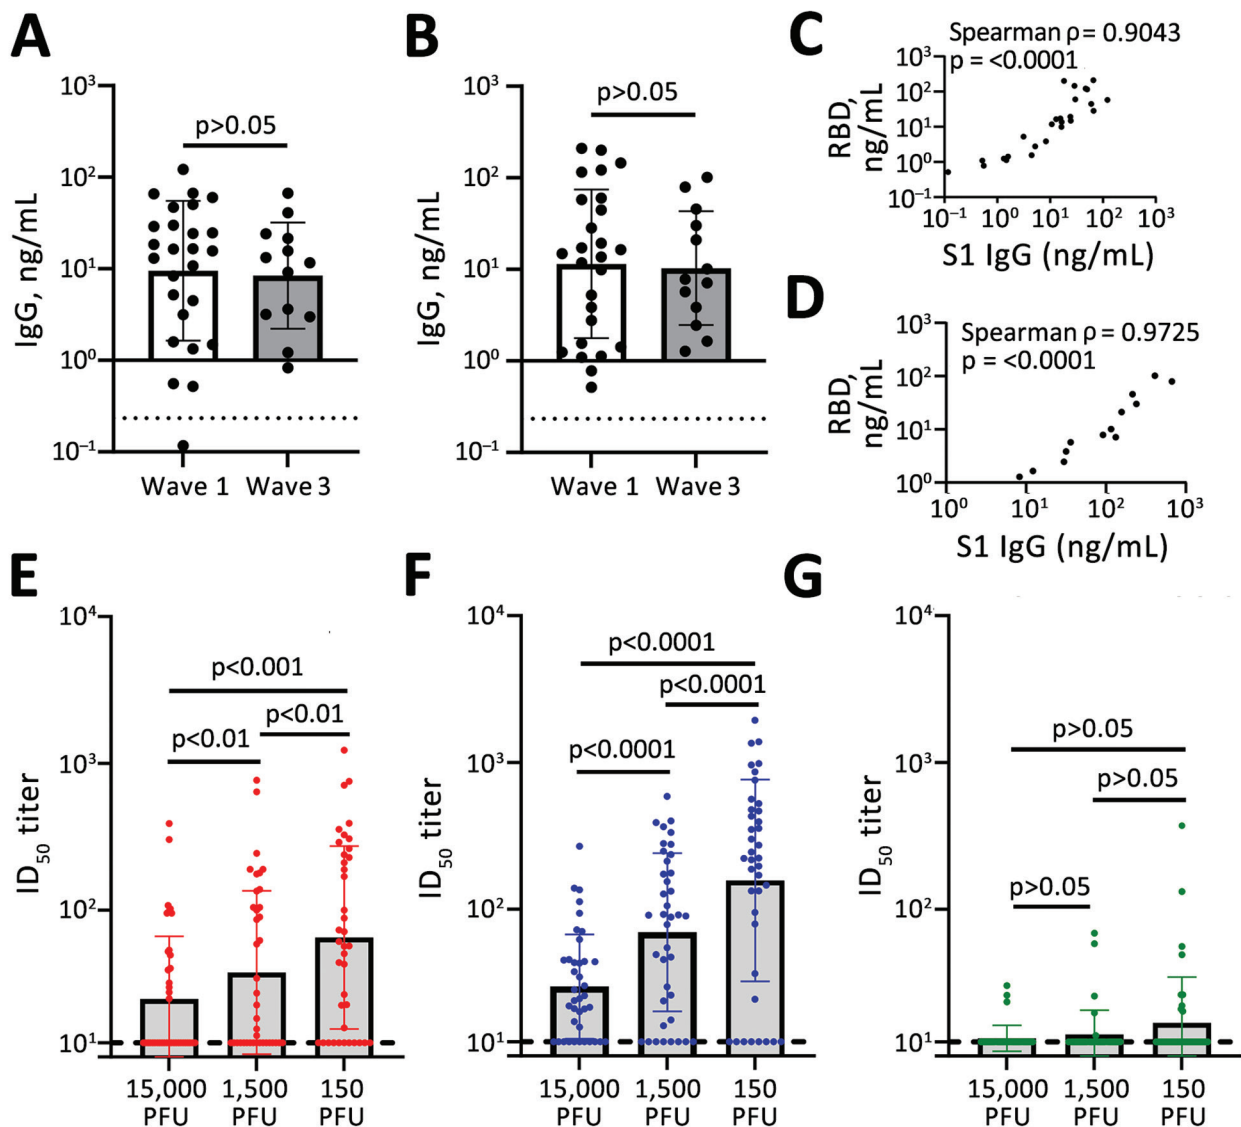 A
IgG, ng/mL
10³
10²
10¹
10⁰
10⁻¹
p>0.05
Wave 1 Wave 3
B
10³
10²
10¹
10⁰
10⁻¹
p>0.05
Wave 1 Wave 3
C
Spearman ρ = 0.9043
p = <0.0001
RBD,
ng/mL
10³
10²
10¹
10⁰
10⁻¹
10⁻¹ 10⁰ 10¹ 10² 10³
S1 IgG (ng/mL)
D
Spearman ρ = 0.9725
p = <0.0001
RBD,
ng/mL
10³
10²
10¹
10⁰
10⁰ 10¹ 10² 10³
S1 IgG (ng/mL)
E
ID₅₀ titer
10⁴
10³
10²
10¹
p<0.001
p<0.01
p<0.01
15,000 1,500 150
PFU PFU PFU
F
ID₅₀ titer
10⁴
10³
10²
10¹
p<0.0001
p<0.0001
p<0.0001
15,000 1,500 150
PFU PFU PFU
G
ID₅₀ titer
10⁴
10³
10²
10¹
p>0.05
p>0.05
p>0.05
15,000 1,500 150
PFU PFU PFU